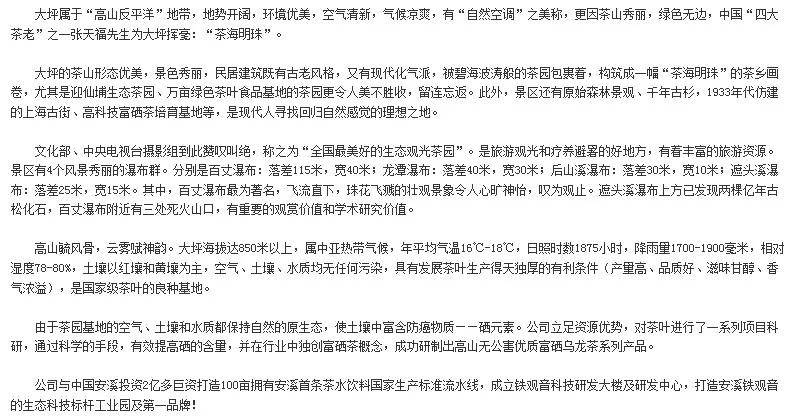 大坪属于“高山反平洋”地带，地势开阔，环境优美，空气清新，气候凉爽，有“自然空调”之美称，更因茶山秀丽，绿色无边，中国“四大
茶老”之一张天福先生为大坪挥毫：“茶海明珠”。
大坪的茶山形态优美，景色秀丽，民居建筑既有古老风格，又有现代化气派，被碧海波涛般的茶园包裹着，构筑成一幅“茶海明珠”的茶乡画
卷，尤其是迎仙埔生态茶园、万亩绿色茶叶食品基地的茶园更令人美不胜收，留连忘返。此外，景区还有原始森林景观、千年古杉，1933年代仿建
的上海古街、高科技富硒茶培育基地等，是现代人寻找回归自然感觉的理想之地。
文化部、中央电视台摄影组到此赞叹叫绝，称之为“全国最美好的生态观光茶园”。是旅游观光和疗养避暑的好地方，有着丰富的旅游资源。
景区有4个风景秀丽的瀑布群。分别是百丈瀑布：落差115米，宽40米；龙潭瀑布：落差40米，宽30米；后山溪瀑布：落差30米，宽10米；遮头溪瀑
布：落差25米，宽15米。其中，百丈瀑布最为著名，飞流直下，珠花飞溅的壮观景象令人心旷神怡，叹为观止。遮头溪瀑布上方已发现两棵亿年古
松化石，百丈瀑布附近有三处死火山口，有重要的观赏价值和学术研究价值。
高山毓风骨，云雾赋神韵。大坪海拔达850米以上，属中亚热带气候，年平均气温16℃-18℃，日照时数1875小时，降雨量1700-1900毫米，相对
湿度78-80%，土壤以红壤和黄壤为主，空气、土壤、水质均无任何污染，具有发展茶叶生产得天独厚的有利条件（产量高、品质好、滋味甘醇、香
气浓溢），是国家级茶叶的良种基地。
由于茶园基地的空气、土壤和水质都保持自然的原生态，使土壤中富含防癌物质－－硒元素。公司立足资源优势，对茶叶进行了一系列项目科
研，通过科学的手段，有效提高硒的含量，并在行业中独创富硒茶概念，成功研制出高山无公害优质富硒乌龙茶系列产品。
公司与中国安溪投资2亿多巨资打造100亩拥有安溪首条茶水饮料国家生产标准流水线，成立铁观音科技研发大楼及研发中心，打造安溪铁观音
的生态科技标杆工业园及第一品牌！